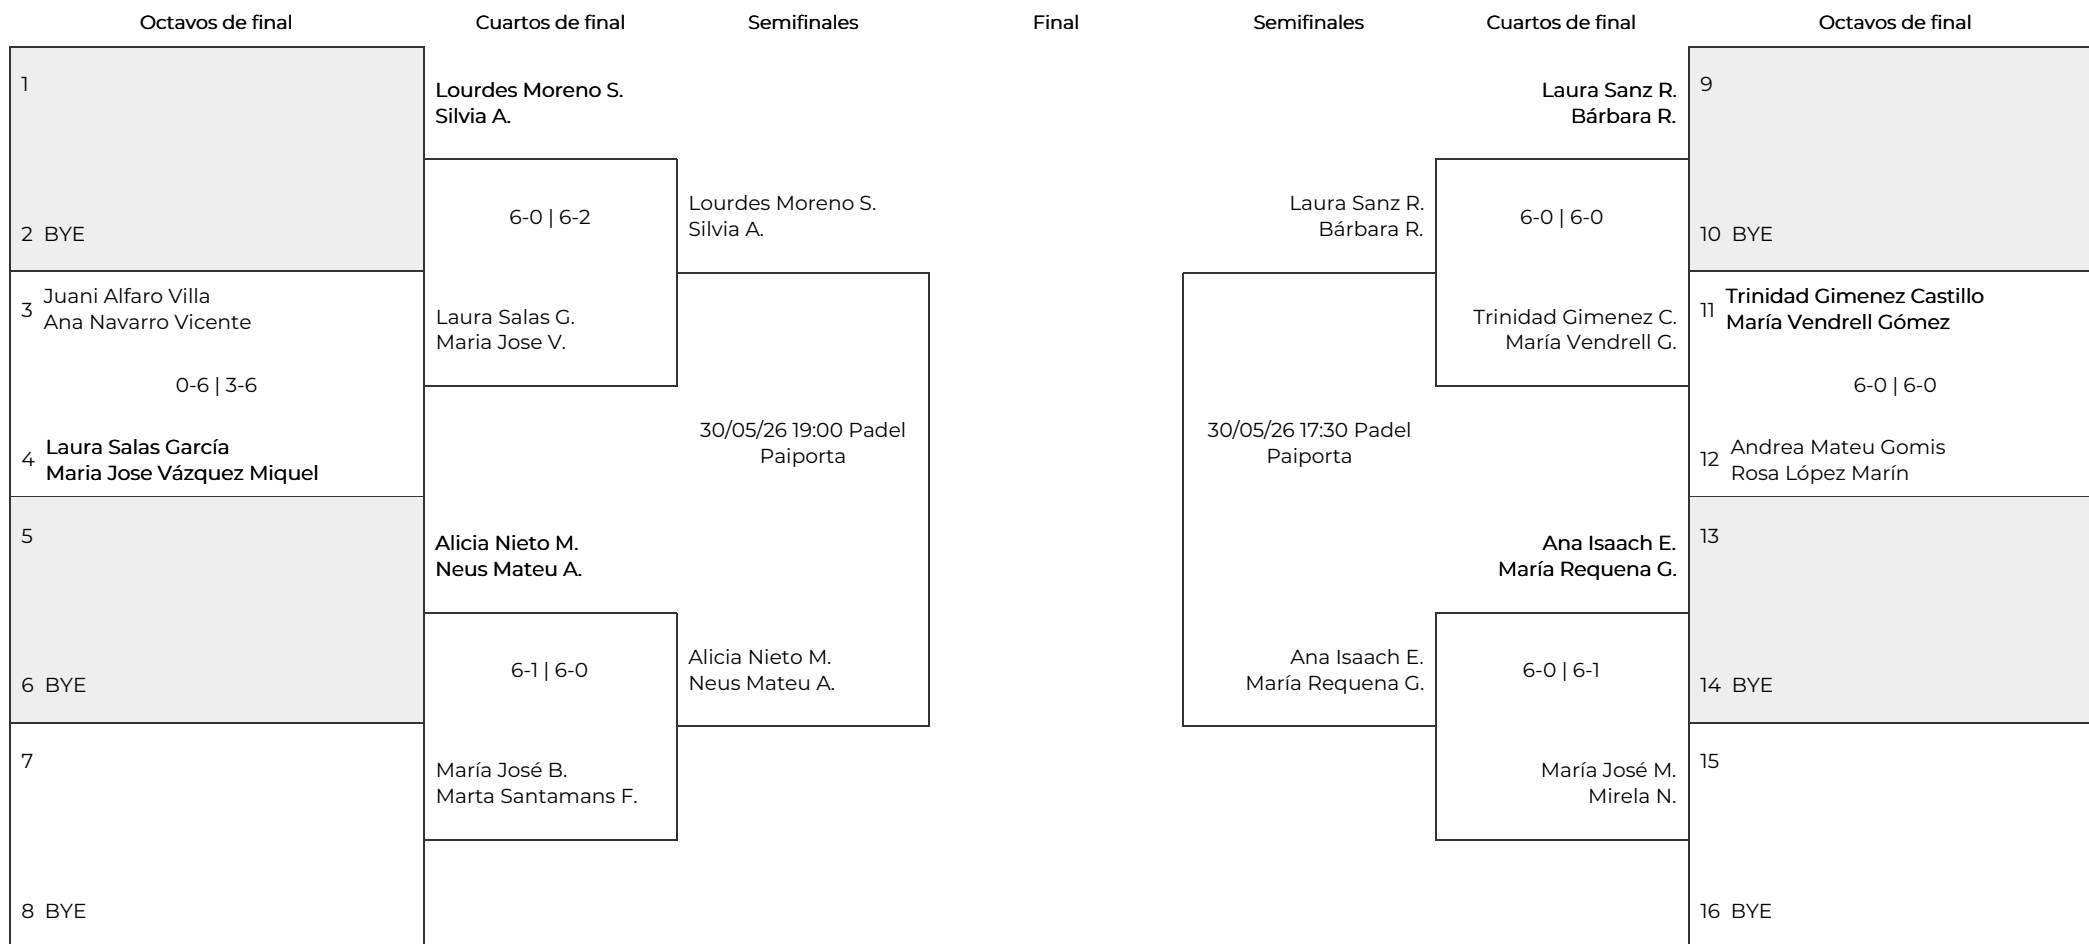 Octavos de final
Cuartos de final
Semifinales
Final
Semifinales
Cuartos de final
Octavos de final
1
2 BYE
3 Juani Alfaro Villa
Ana Navarro Vicente
0-6 | 3-6
4 Laura Salas García
Maria Jose Vázquez Miquel
5
6 BYE
7
8 BYE
Lourdes Moreno S.
Silvia A.
6-0 | 6-2
Laura Salas G.
Maria Jose V.
Alicia Nieto M.
Neus Mateu A.
6-1 | 6-0
María José B.
Marta Santamans F.
Lourdes Moreno S.
Silvia A.
30/05/26 19:00 Padel
Paiporta
Alicia Nieto M.
Neus Mateu A.
Laura Sanz R.
Bárbara R.
30/05/26 17:30 Padel
Paiporta
Ana Isaach E.
María Requena G.
Laura Sanz R.
Bárbara R.
6-0 | 6-0
Trinidad Gimenez C.
María Vendrell G.
Ana Isaach E.
María Requena G.
6-0 | 6-1
María José M.
Mirela N.
9
10 BYE
11 Trinidad Gimenez Castillo
María Vendrell Gómez
6-0 | 6-0
12 Andrea Mateu Gomis
Rosa López Marín
13
14 BYE
15
16 BYE